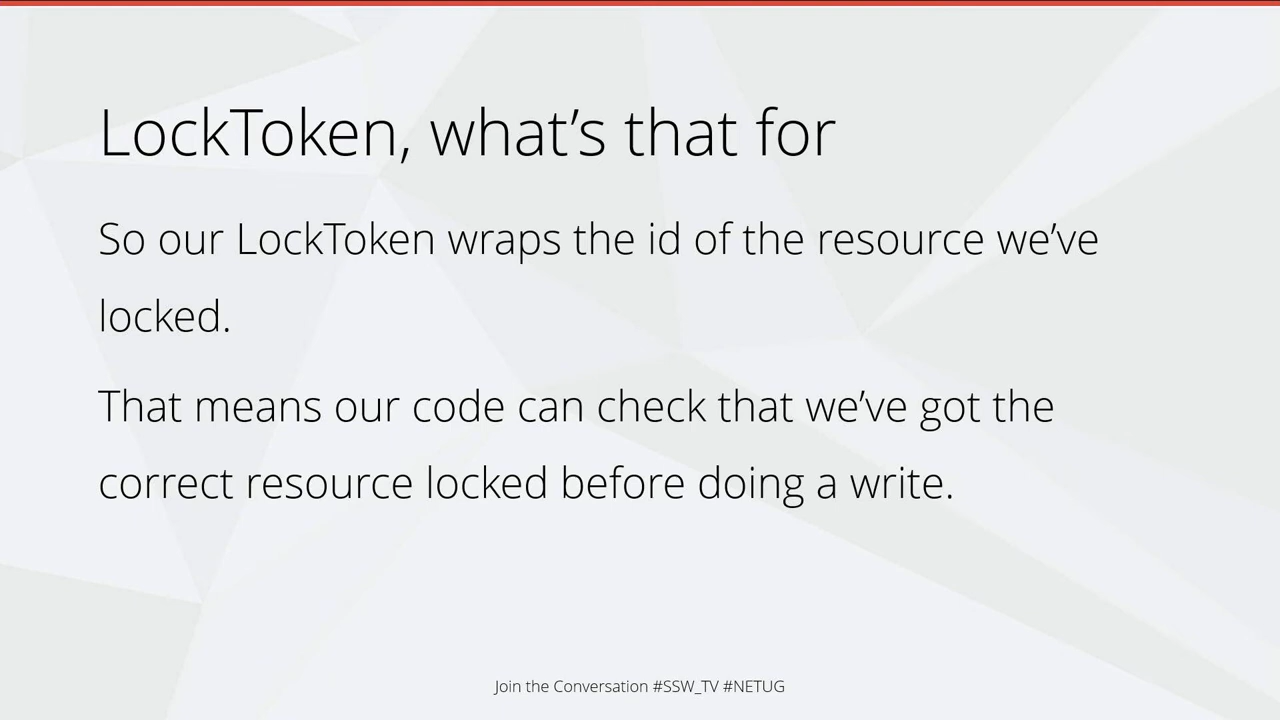 LockToken, what’s that for
So our LockToken wraps the id of the resource we’ve
locked.
That means our code can check that we’ve got the
correct resource locked before doing a write.
Join the Conversation #SSW_TV #NETUG